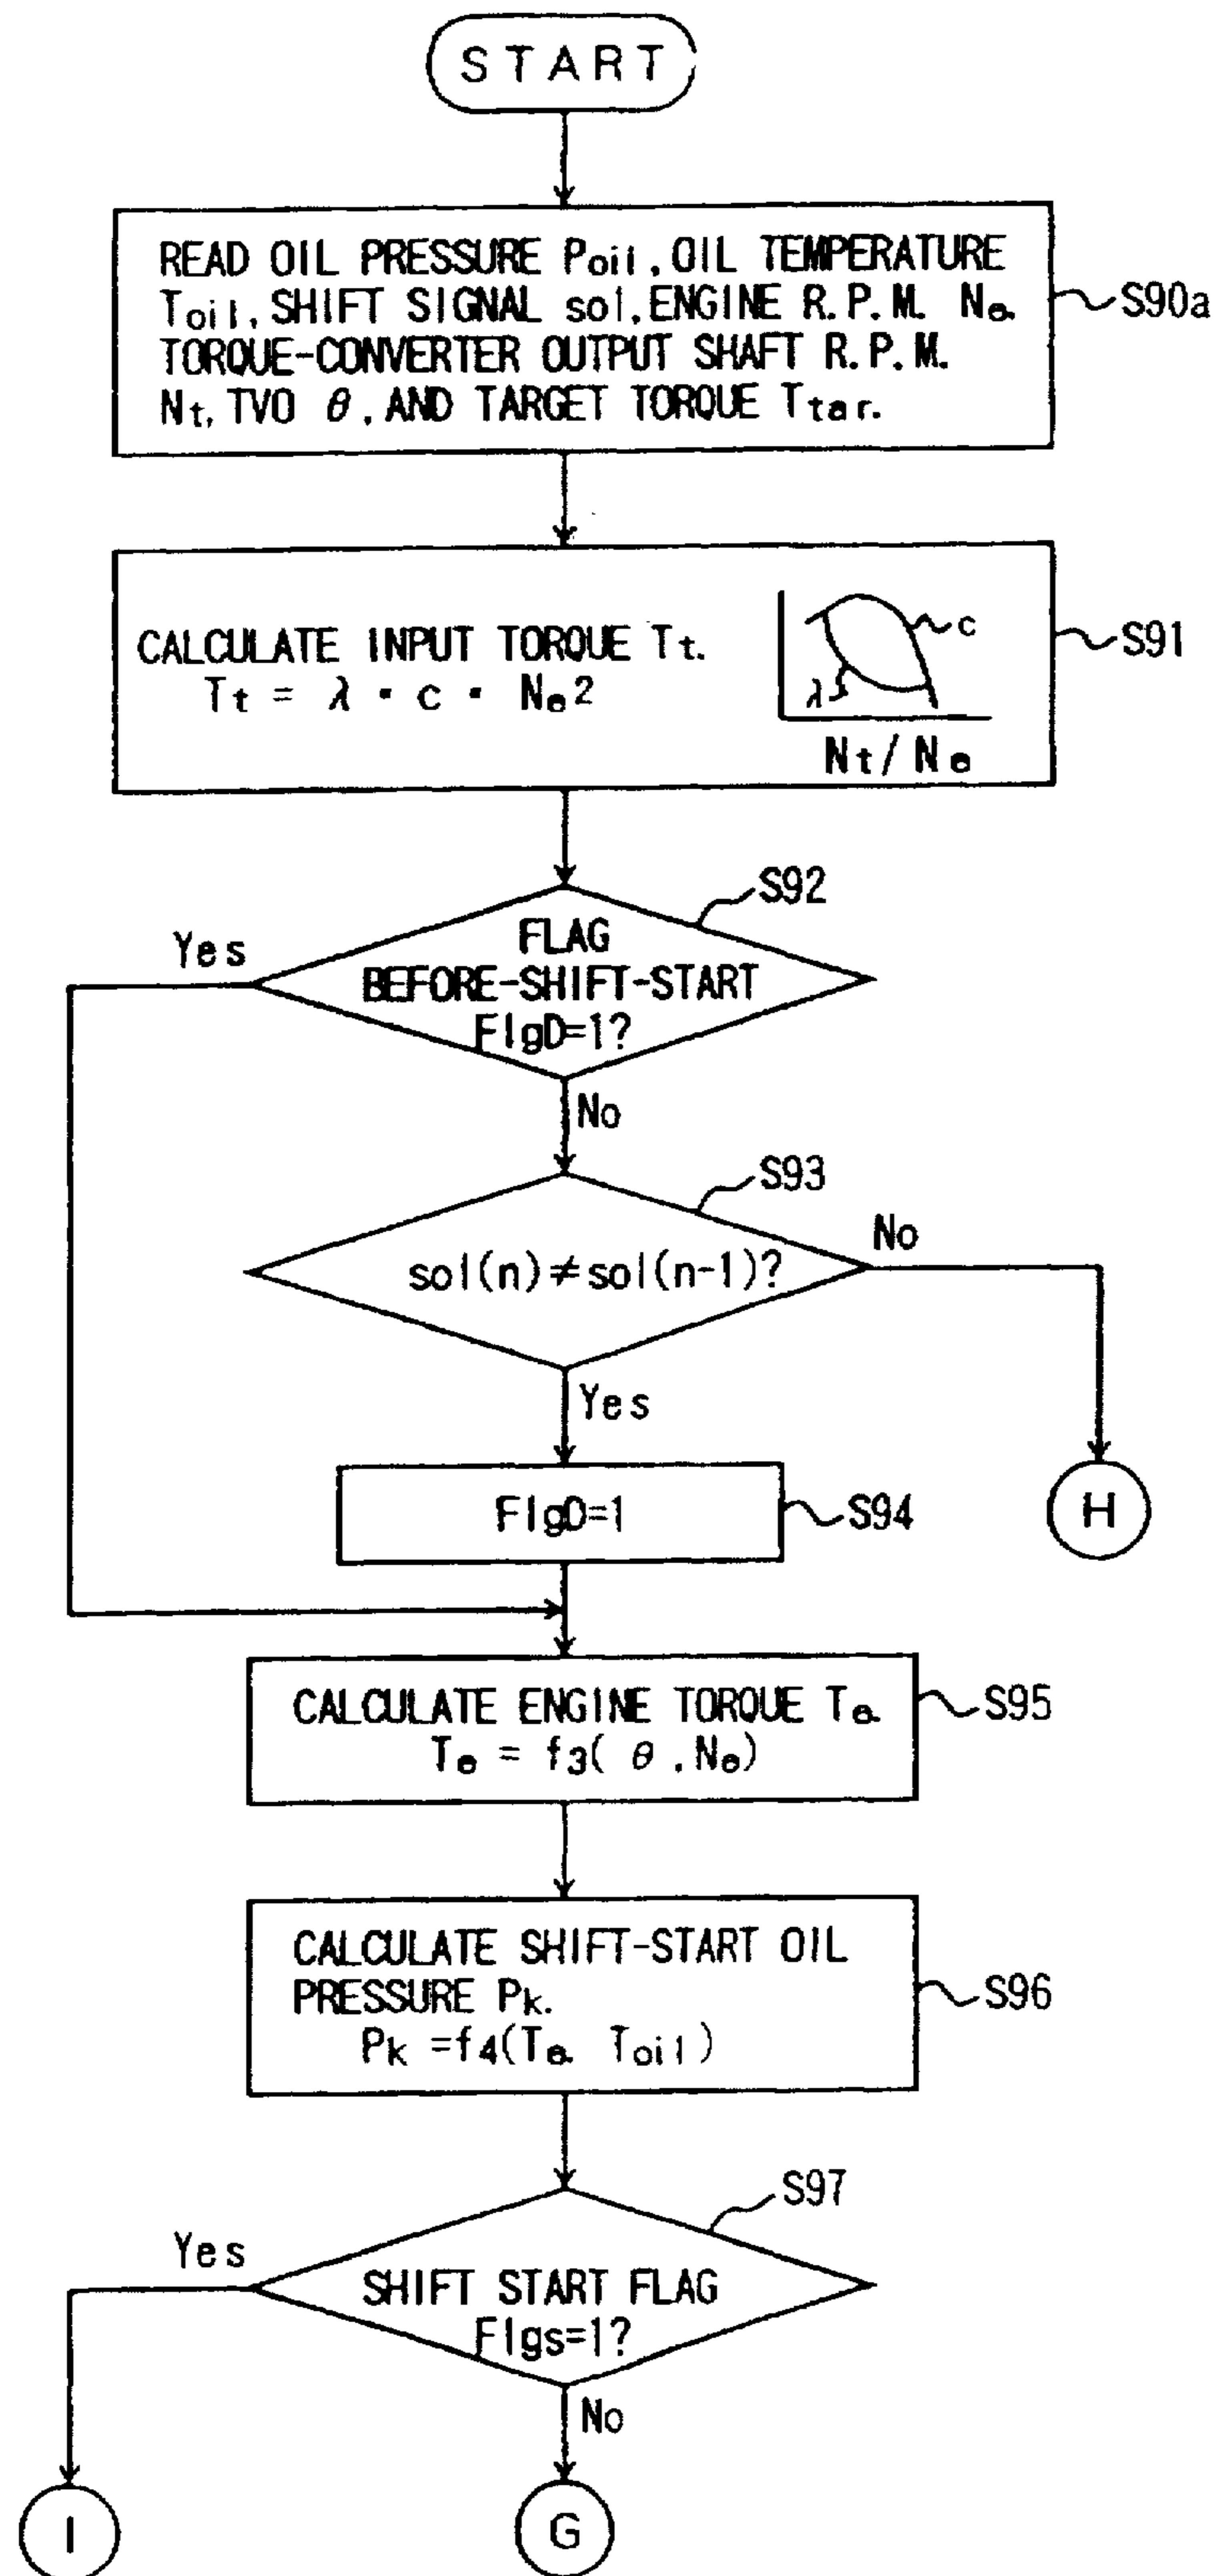 START
READ OIL PRESSURE Poil, OIL TEMPERATURE
Toil, SHIFT SIGNAL sol, ENGINE R.P.M. Ne.
TORQUE-CONVERTER OUTPUT SHAFT R.P.M.
Nt, TVO θ, AND TARGET TORQUE Ttar.
S90a
CALCULATE INPUT TORQUE Tt.
Tt = λ · c · Ne2
c
λ
Nt/Ne
S91
S92
FLAG
BEFORE-SHIFT-START
FlgD=1?
Yes
No
S93
sol(n)≠sol(n-1)?
No
Yes
FlgD=1
S94
H
CALCULATE ENGINE TORQUE Te.
Te = f3( θ, Ne)
S95
CALCULATE SHIFT-START OIL
PRESSURE Pk.
Pk =f4(Te. Toil)
S96
S97
SHIFT START FLAG
Flgs=1?
Yes
No
I
G